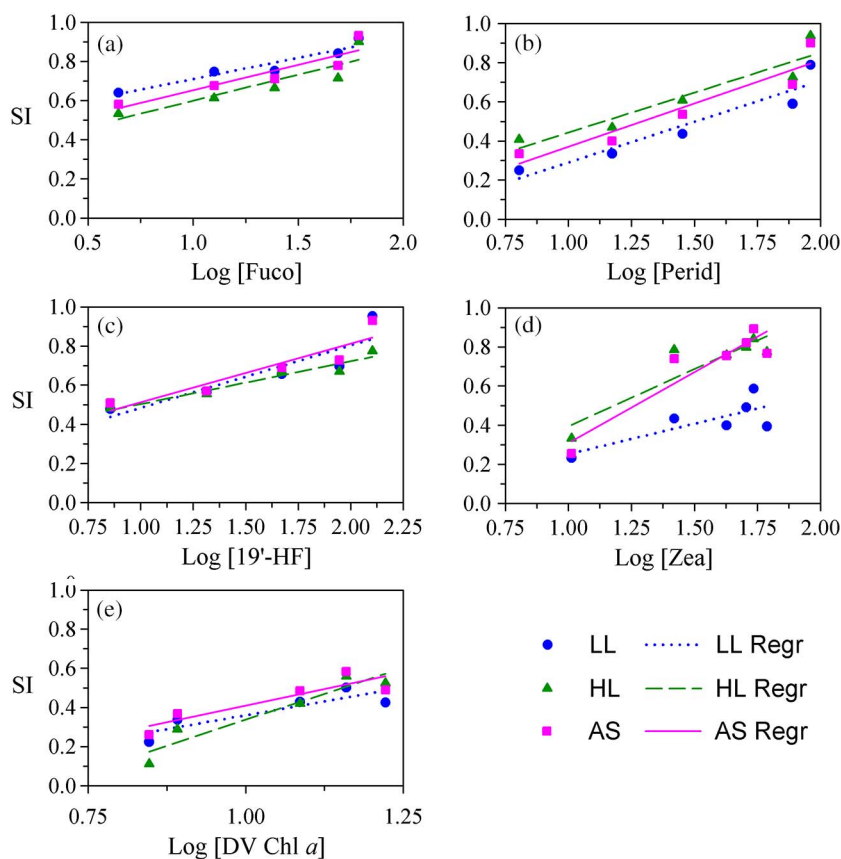 (a)
1.0
0.8
0.6
0.4
0.2
0.0
SI
0.5 1.0 1.5 2.0
Log [Fuco]
(b)
1.0
0.8
0.6
0.4
0.2
0.0
0.75 1.00 1.25 1.50 1.75 2.00
Log [Perid]
(c)
1.0
0.8
0.6
0.4
0.2
0.0
SI
0.75 1.00 1.25 1.50 1.75 2.00 2.25
Log [19'-HF]
(d)
1.0
0.8
0.6
0.4
0.2
0.0
0.75 1.00 1.25 1.50 1.75 2.00
Log [Zea]
(e)
1.0
0.8
0.6
0.4
0.2
0.0
SI
0.75 1.00 1.25
Log [DV Chl a]
LL LL Regr
HL HL Regr
AS AS Regr